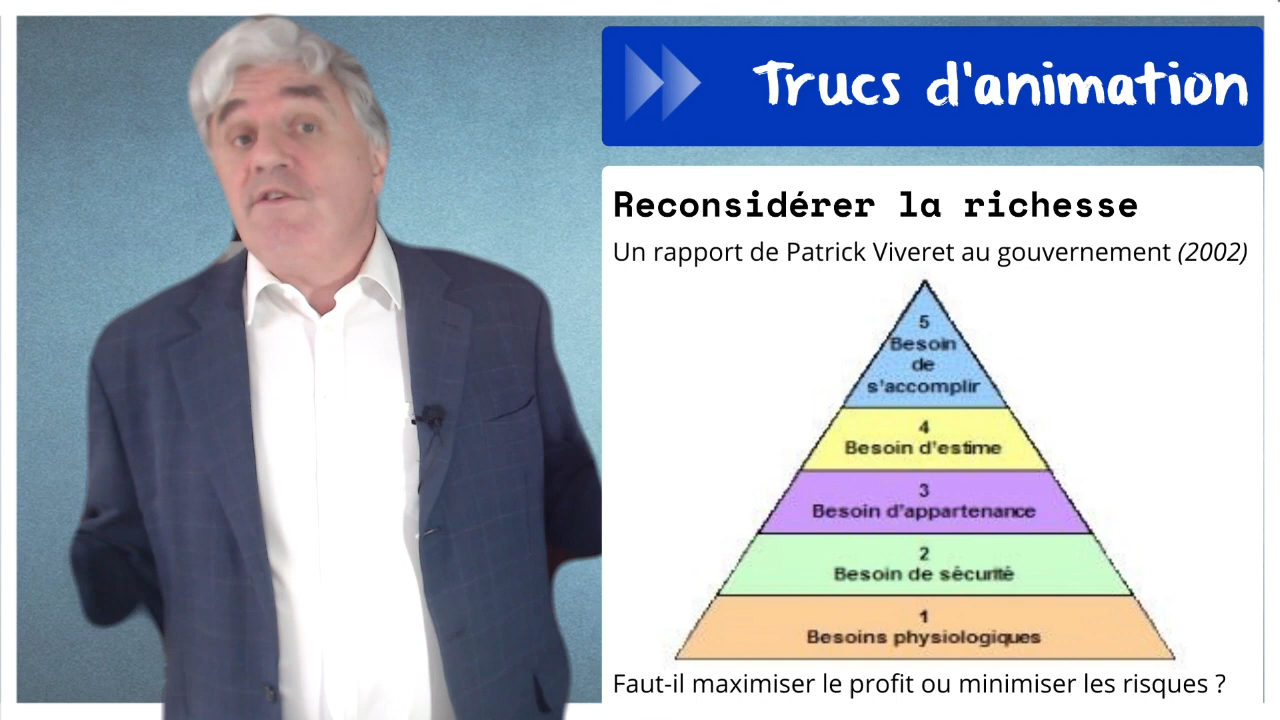 Trucs d'animation
Reconsidérer la richesse
Un rapport de Patrick Viveret au gouvernement (2002)
5
Besoin
de
s'accomplir
4
Besoin d'estime
3
Besoin d'appartenance
2
Besoin de sécurité
1
Besoins physiologiques
Faut-il maximiser le profit ou minimiser les risques ?